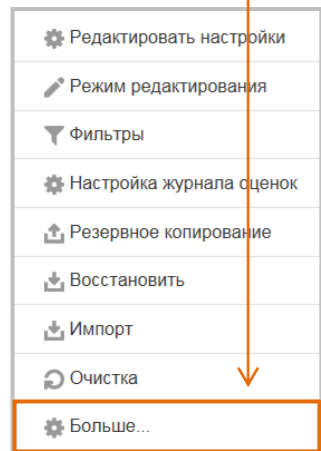 Редактировать настройки
Режим редактирования
Фильтры
Настройка журнала оценок
Резервное копирование
Восстановить
Импорт
Очистка
Больше...